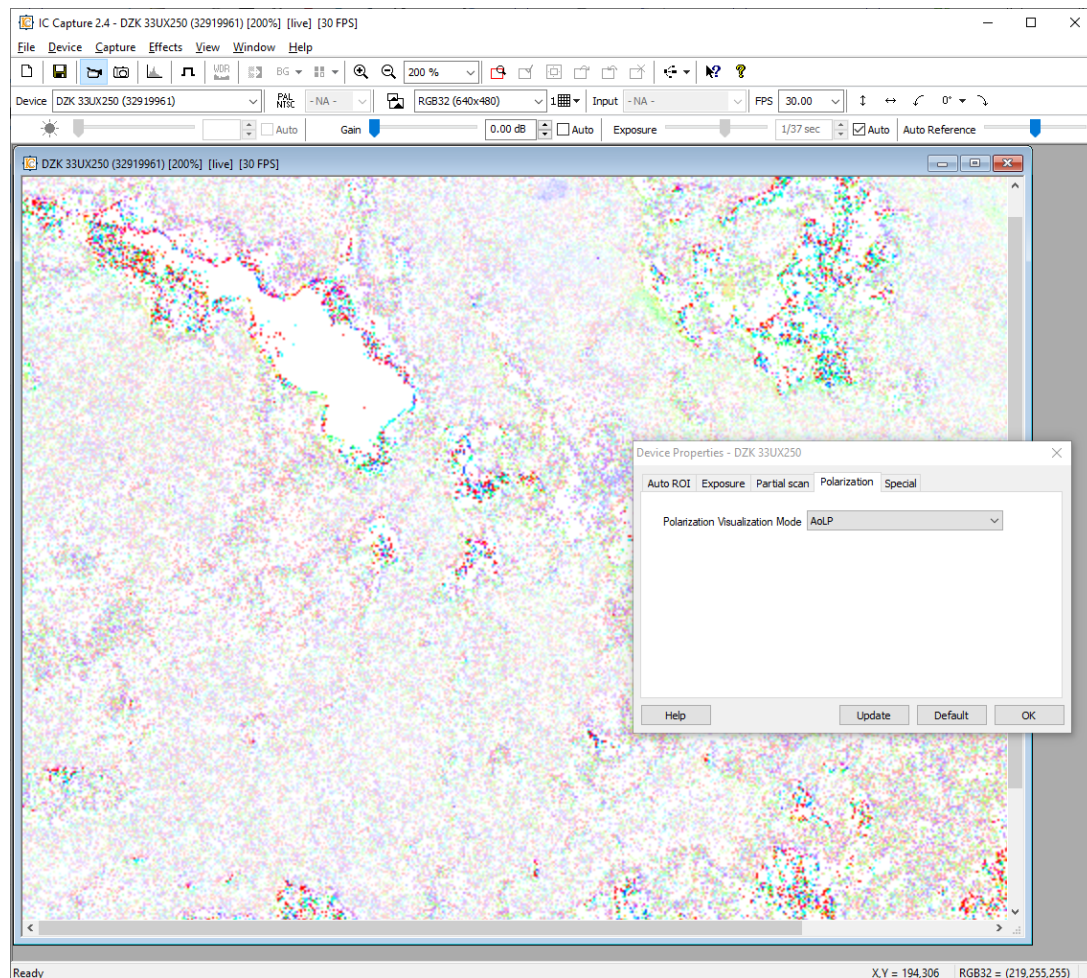 IC Capture 2.4 - DZK 33UX250 (32919961) [200%] [live] [30 FPS]
File Device Capture Effects View Window Help
WDR BG 200 %
Device DZK 33UX250 (32919961) PAL NTSC - NA - RGB32 (640x480) 1 Input - NA - FPS 30.00 0°
Auto Gain 0.00 dB Auto Exposure 1/37 sec Auto Auto Reference
IC DZK 33UX250 (32919961) [200%] [live] [30 FPS]
Device Properties - DZK 33UX250
Auto ROI Exposure Partial scan Polarization Special
Polarization Visualization Mode AoLP
Help Update Default OK
Ready X,Y = 194,306 RGB32 = (219,255,255)